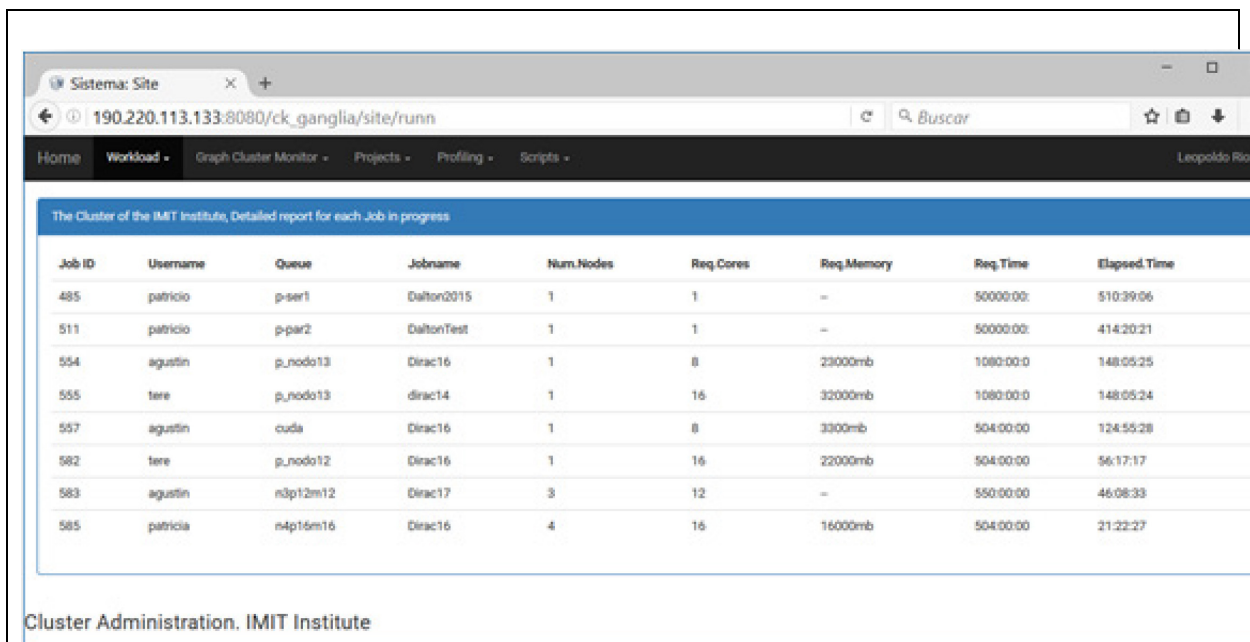 Sistema: Site
190.220.113.133:8080/ck_ganglia/site/runn Buscar
Home Workload Graph Cluster Monitor Projects Profiling Scripts Leopoldo Rio
The Cluster of the IMIT Institute, Detailed report for each Job in progress
Job ID Username Queue Jobname Num.Nodes Req.Cores Req.Memory Req.Time Elapsed.Time
485 patricio p-ser1 Dalton2015 1 1 -- 50000:00: 510:39:06
511 patricio p-par2 DaltonTest 1 1 -- 50000:00: 414:20:21
554 agustin p_nodo13 Dirac16 1 8 23000mb 1080:00:0 148:05:25
555 tere p_nodo13 dirac14 1 16 32000mb 1080:00:0 148:05:24
557 agustin cuda Dirac16 1 8 3300mb 504:00:00 124:55:28
582 tere p_nodo12 Dirac16 1 16 22000mb 504:00:00 56:17:17
583 agustin n3p12m12 Dirac17 3 12 -- 550:00:00 46:08:33
585 patricia n4p16m16 Dirac16 4 16 16000mb 504:00:00 21:22:27
Cluster Administration. IMIT Institute